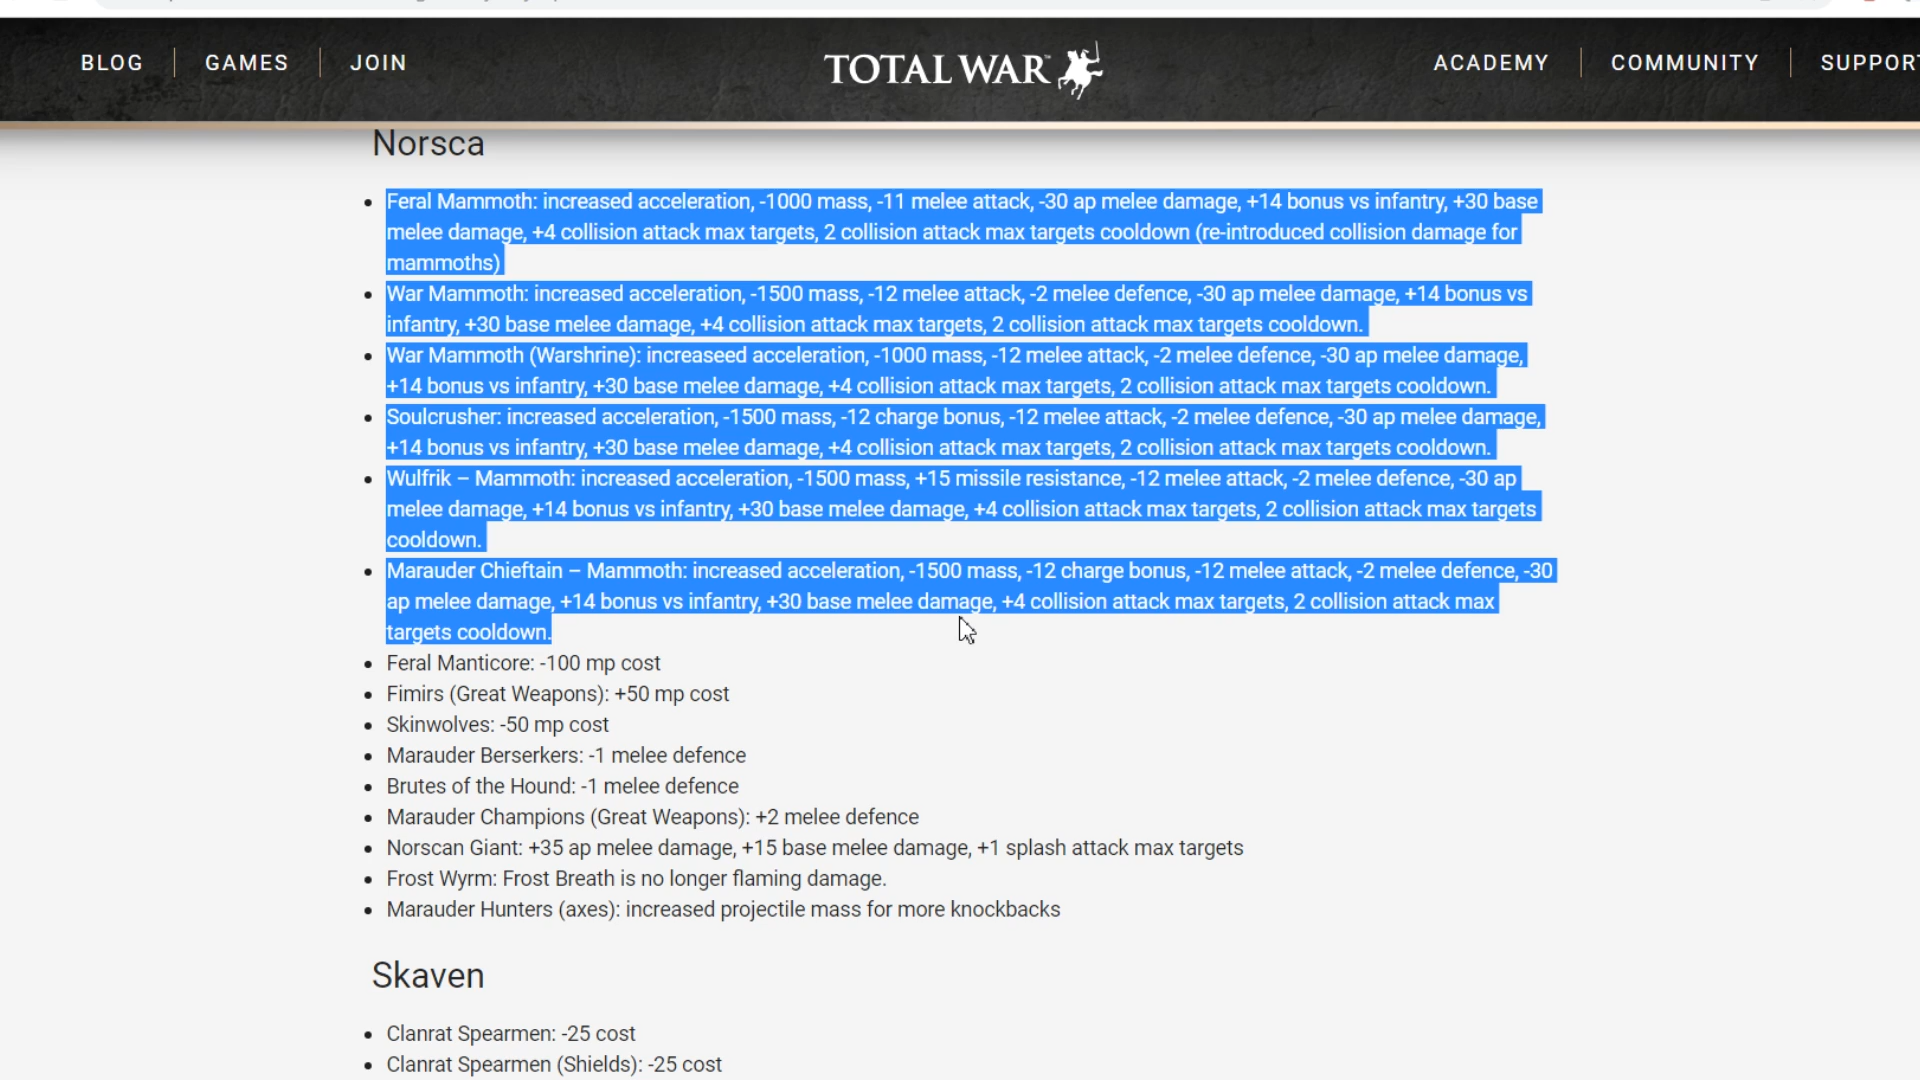 BLOG GAMES JOIN TOTAL WAR ACADEMY COMMUNITY SUPPORT
Norsca
Feral Mammoth: increased acceleration, -1000 mass, -11 melee attack, -30 ap melee damage, +14 bonus vs infantry, +30 base
melee damage, +4 collision attack max targets, 2 collision attack max targets cooldown (re-introduced collision damage for
mammoths)
War Mammoth: increased acceleration, -1500 mass, -12 melee attack, -2 melee defence, -30 ap melee damage, +14 bonus vs
infantry, +30 base melee damage, +4 collision attack max targets, 2 collision attack max targets cooldown.
War Mammoth (Warshrine): increaseed acceleration, -1000 mass, -12 melee attack, -2 melee defence, -30 ap melee damage,
+14 bonus vs infantry, +30 base melee damage, +4 collision attack max targets, 2 collision attack max targets cooldown.
Soulcrusher: increased acceleration, -1500 mass, -12 charge bonus, -12 melee attack, -2 melee defence, -30 ap melee damage,
+14 bonus vs infantry, +30 base melee damage, +4 collision attack max targets, 2 collision attack max targets cooldown.
Wulfrik – Mammoth: increased acceleration, -1500 mass, +15 missile resistance, -12 melee attack, -2 melee defence, -30 ap
melee damage, +14 bonus vs infantry, +30 base melee damage, +4 collision attack max targets, 2 collision attack max targets
cooldown.
Marauder Chieftain – Mammoth: increased acceleration, -1500 mass, -12 charge bonus, -12 melee attack, -2 melee defence, -30
ap melee damage, +14 bonus vs infantry, +30 base melee damage, +4 collision attack max targets, 2 collision attack max
targets cooldown.
Feral Manticore: -100 mp cost
Fimirs (Great Weapons): +50 mp cost
Skinwolves: -50 mp cost
Marauder Berserkers: -1 melee defence
Brutes of the Hound: -1 melee defence
Marauder Champions (Great Weapons): +2 melee defence
Norscan Giant: +35 ap melee damage, +15 base melee damage, +1 splash attack max targets
Frost Wyrm: Frost Breath is no longer flaming damage.
Marauder Hunters (axes): increased projectile mass for more knockbacks
Skaven
Clanrat Spearmen: -25 cost
Clanrat Spearmen (Shields): -25 cost